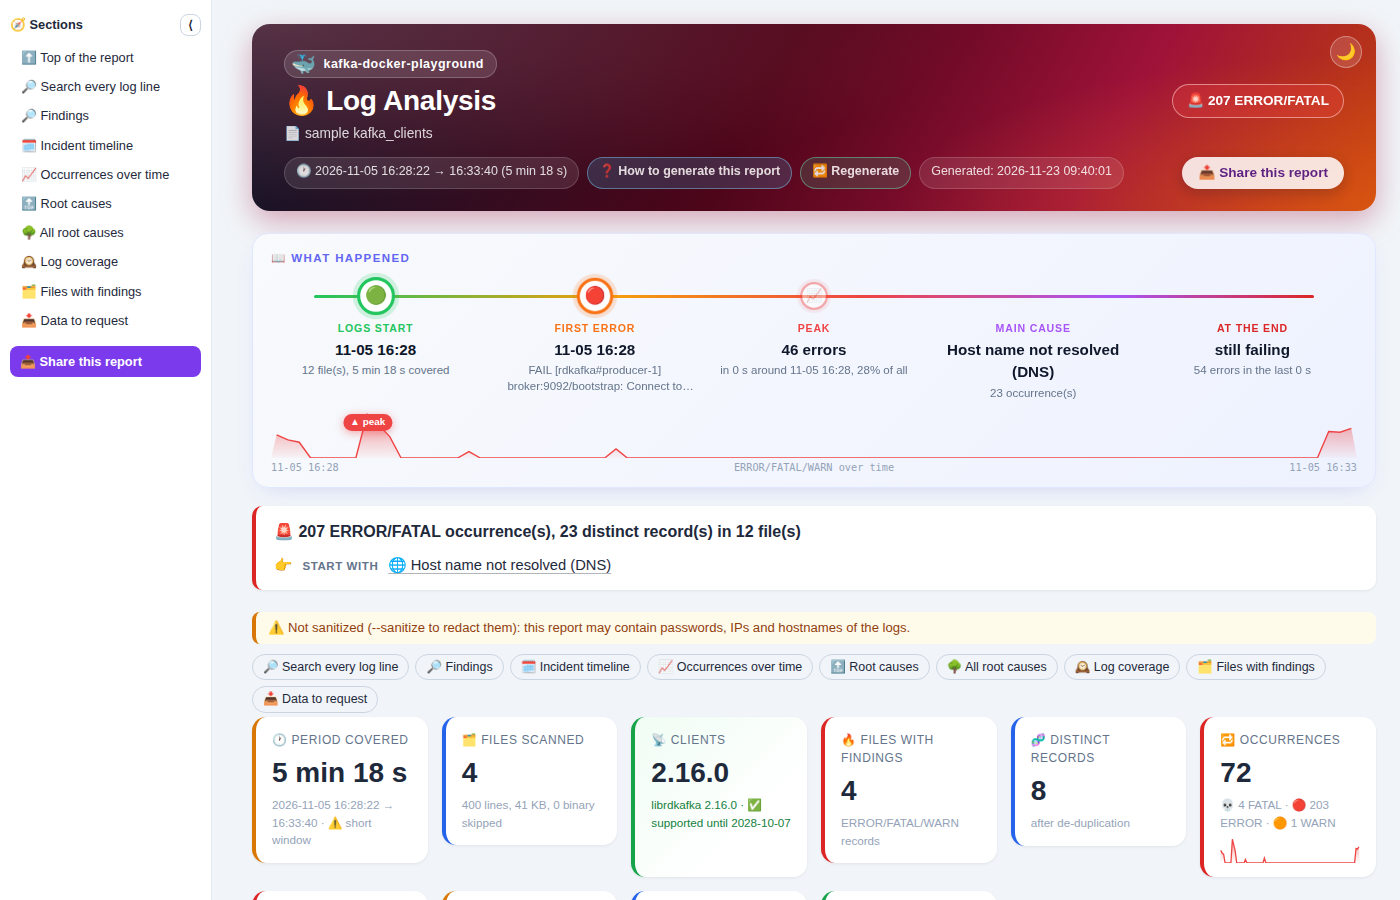 🧭 Sections
⟨
⬆️ Top of the report
🔎 Search every log line
🔎 Findings
🗓️ Incident timeline
📈 Occurrences over time
🔝 Root causes
🌳 All root causes
🕰️ Log coverage
🗂️ Files with findings
📥 Data to request
📤 Share this report
🐳 kafka-docker-playground
🔥 Log Analysis
📄 sample kafka_clients
🚨 207 ERROR/FATAL
🕐 2026-11-05 16:28:22 → 16:33:40 (5 min 18 s)
❓ How to generate this report
🔁 Regenerate
Generated: 2026-11-23 09:40:01
📤 Share this report
📖 WHAT HAPPENED
LOGS START
11-05 16:28
12 file(s), 5 min 18 s covered
FIRST ERROR
11-05 16:28
FAIL [rdkafka#producer-1]
broker:9092/bootstrap: Connect to…
PEAK
46 errors
in 0 s around 11-05 16:28, 28% of all
MAIN CAUSE
Host name not resolved
(DNS)
23 occurrence(s)
AT THE END
still failing
54 errors in the last 0 s
▲ peak
11-05 16:28
ERROR/FATAL/WARN over time
11-05 16:33
🚨 207 ERROR/FATAL occurrence(s), 23 distinct record(s) in 12 file(s)
👉 START WITH 🌐 Host name not resolved (DNS)
⚠️ Not sanitized (--sanitize to redact them): this report may contain passwords, IPs and hostnames of the logs.
🔎 Search every log line
🔎 Findings
🗓️ Incident timeline
📈 Occurrences over time
🔝 Root causes
🌳 All root causes
🕰️ Log coverage
🗂️ Files with findings
📥 Data to request
🕐 PERIOD COVERED
5 min 18 s
2026-11-05 16:28:22 →
16:33:40 · ⚠️ short
window
🗂️ FILES SCANNED
4
400 lines, 41 KB, 0 binary
skipped
📡 CLIENTS
2.16.0
librdkafka 2.16.0 · ✅
supported until 2028-10-07
🔥 FILES WITH
FINDINGS
4
ERROR/FATAL/WARN
records
🧬 DISTINCT
RECORDS
8
after de-duplication
🔁 OCCURRENCES
72
💀 4 FATAL · 🔴 203
ERROR · 🟠 1 WARN